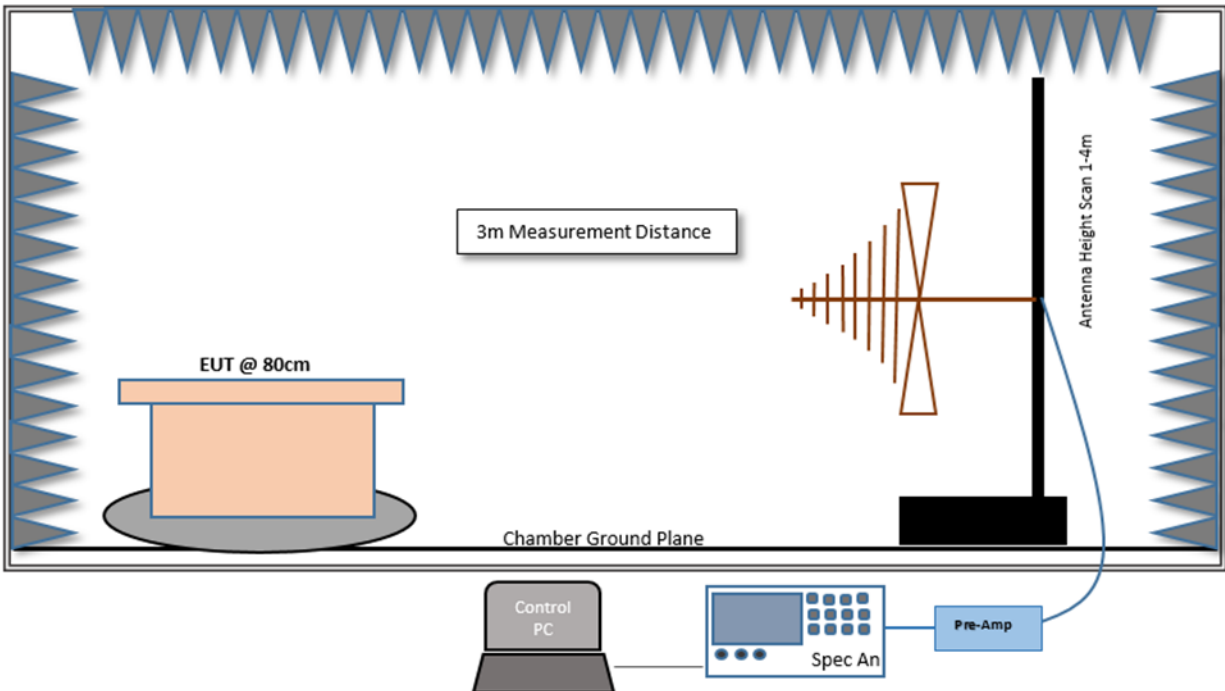 3m Measurement Distance
Antenna Height Scan 1-4m
EUT @ 80cm
Chamber Ground Plane
Control
PC
Spec An
Pre-Amp